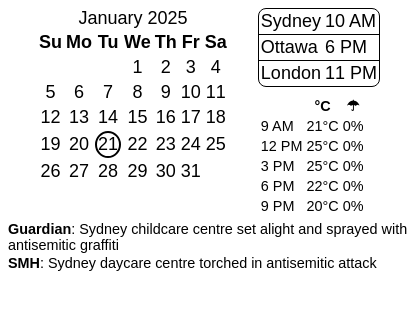 January 2025
Su Mo Tu We Th Fr Sa
1 2 3 4
5 6 7 8 9 10 11
12 13 14 15 16 17 18
19 20 21 22 23 24 25
26 27 28 29 30 31
Sydney 10 AM
Ottawa 6 PM
London 11 PM
°C ☂
9 AM 21°C 0%
12 PM 25°C 0%
3 PM 25°C 0%
6 PM 22°C 0%
9 PM 20°C 0%
Guardian: Sydney childcare centre set alight and sprayed with
antisemitic graffiti
SMH: Sydney daycare centre torched in antisemitic attack